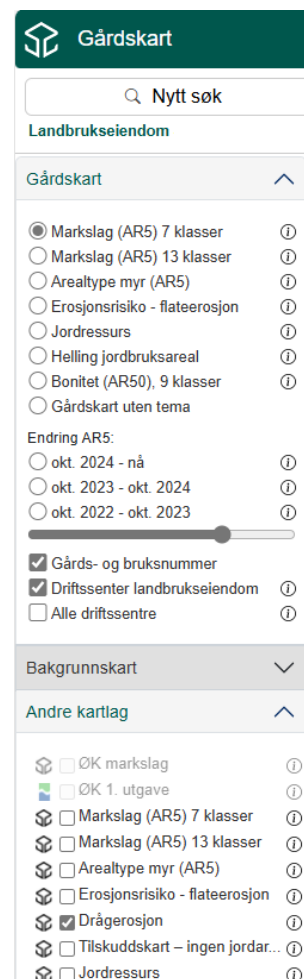 Gårdskart
Nytt søk
Landbrukseiendom
Gårdskart
Markslag (AR5) 7 klasser
Markslag (AR5) 13 klasser
Arealtype myr (AR5)
Erosjonsrisiko - flateerosjon
Jordressurs
Helling jordbruksareal
Bonitet (AR50), 9 klasser
Gårdskart uten tema
Endring AR5:
okt. 2024 - nå
okt. 2023 - okt. 2024
okt. 2022 - okt. 2023
Gårds- og bruksnummer
Driftssenter landbrukseiendom
Alle driftssentre
Bakgrunnskart
Andre kartlag
ØK markslag
ØK 1. utgave
Markslag (AR5) 7 klasser
Markslag (AR5) 13 klasser
Arealtype myr (AR5)
Erosjonsrisiko - flateerosjon
Drågerosjon
Tilskuddskart – ingen jordar...
Jordressurs